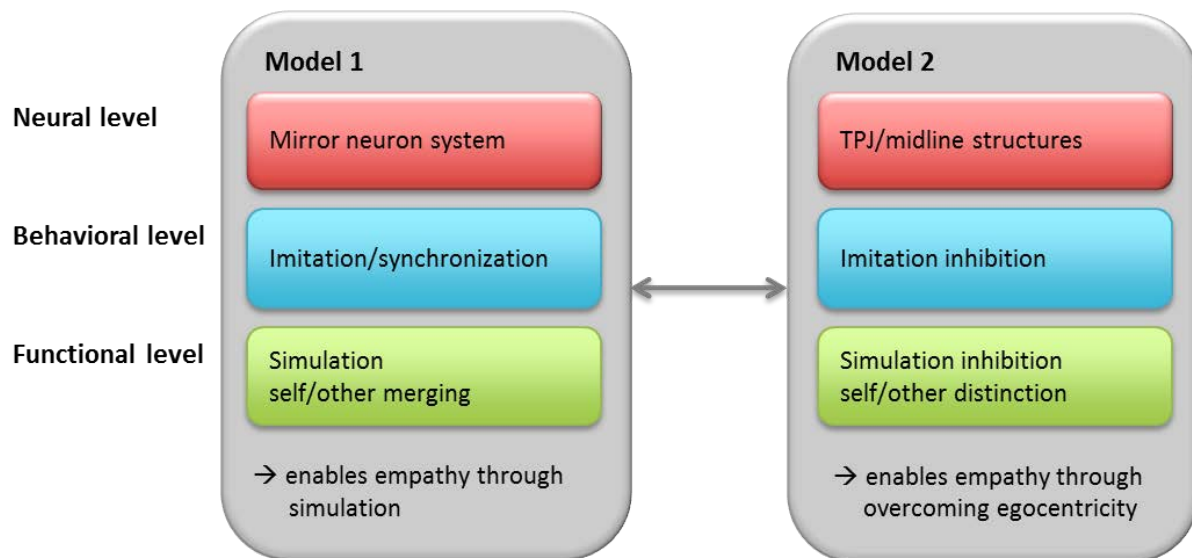 Model 1
Model 2
Neural level
Mirror neuron system
TPJ/midline structures
Behavioral level
Imitation/synchronization
Imitation inhibition
Functional level
Simulation
self/other merging
Simulation inhibition
self/other distinction
→ enables empathy through
simulation
→ enables empathy through
overcoming egocentricity